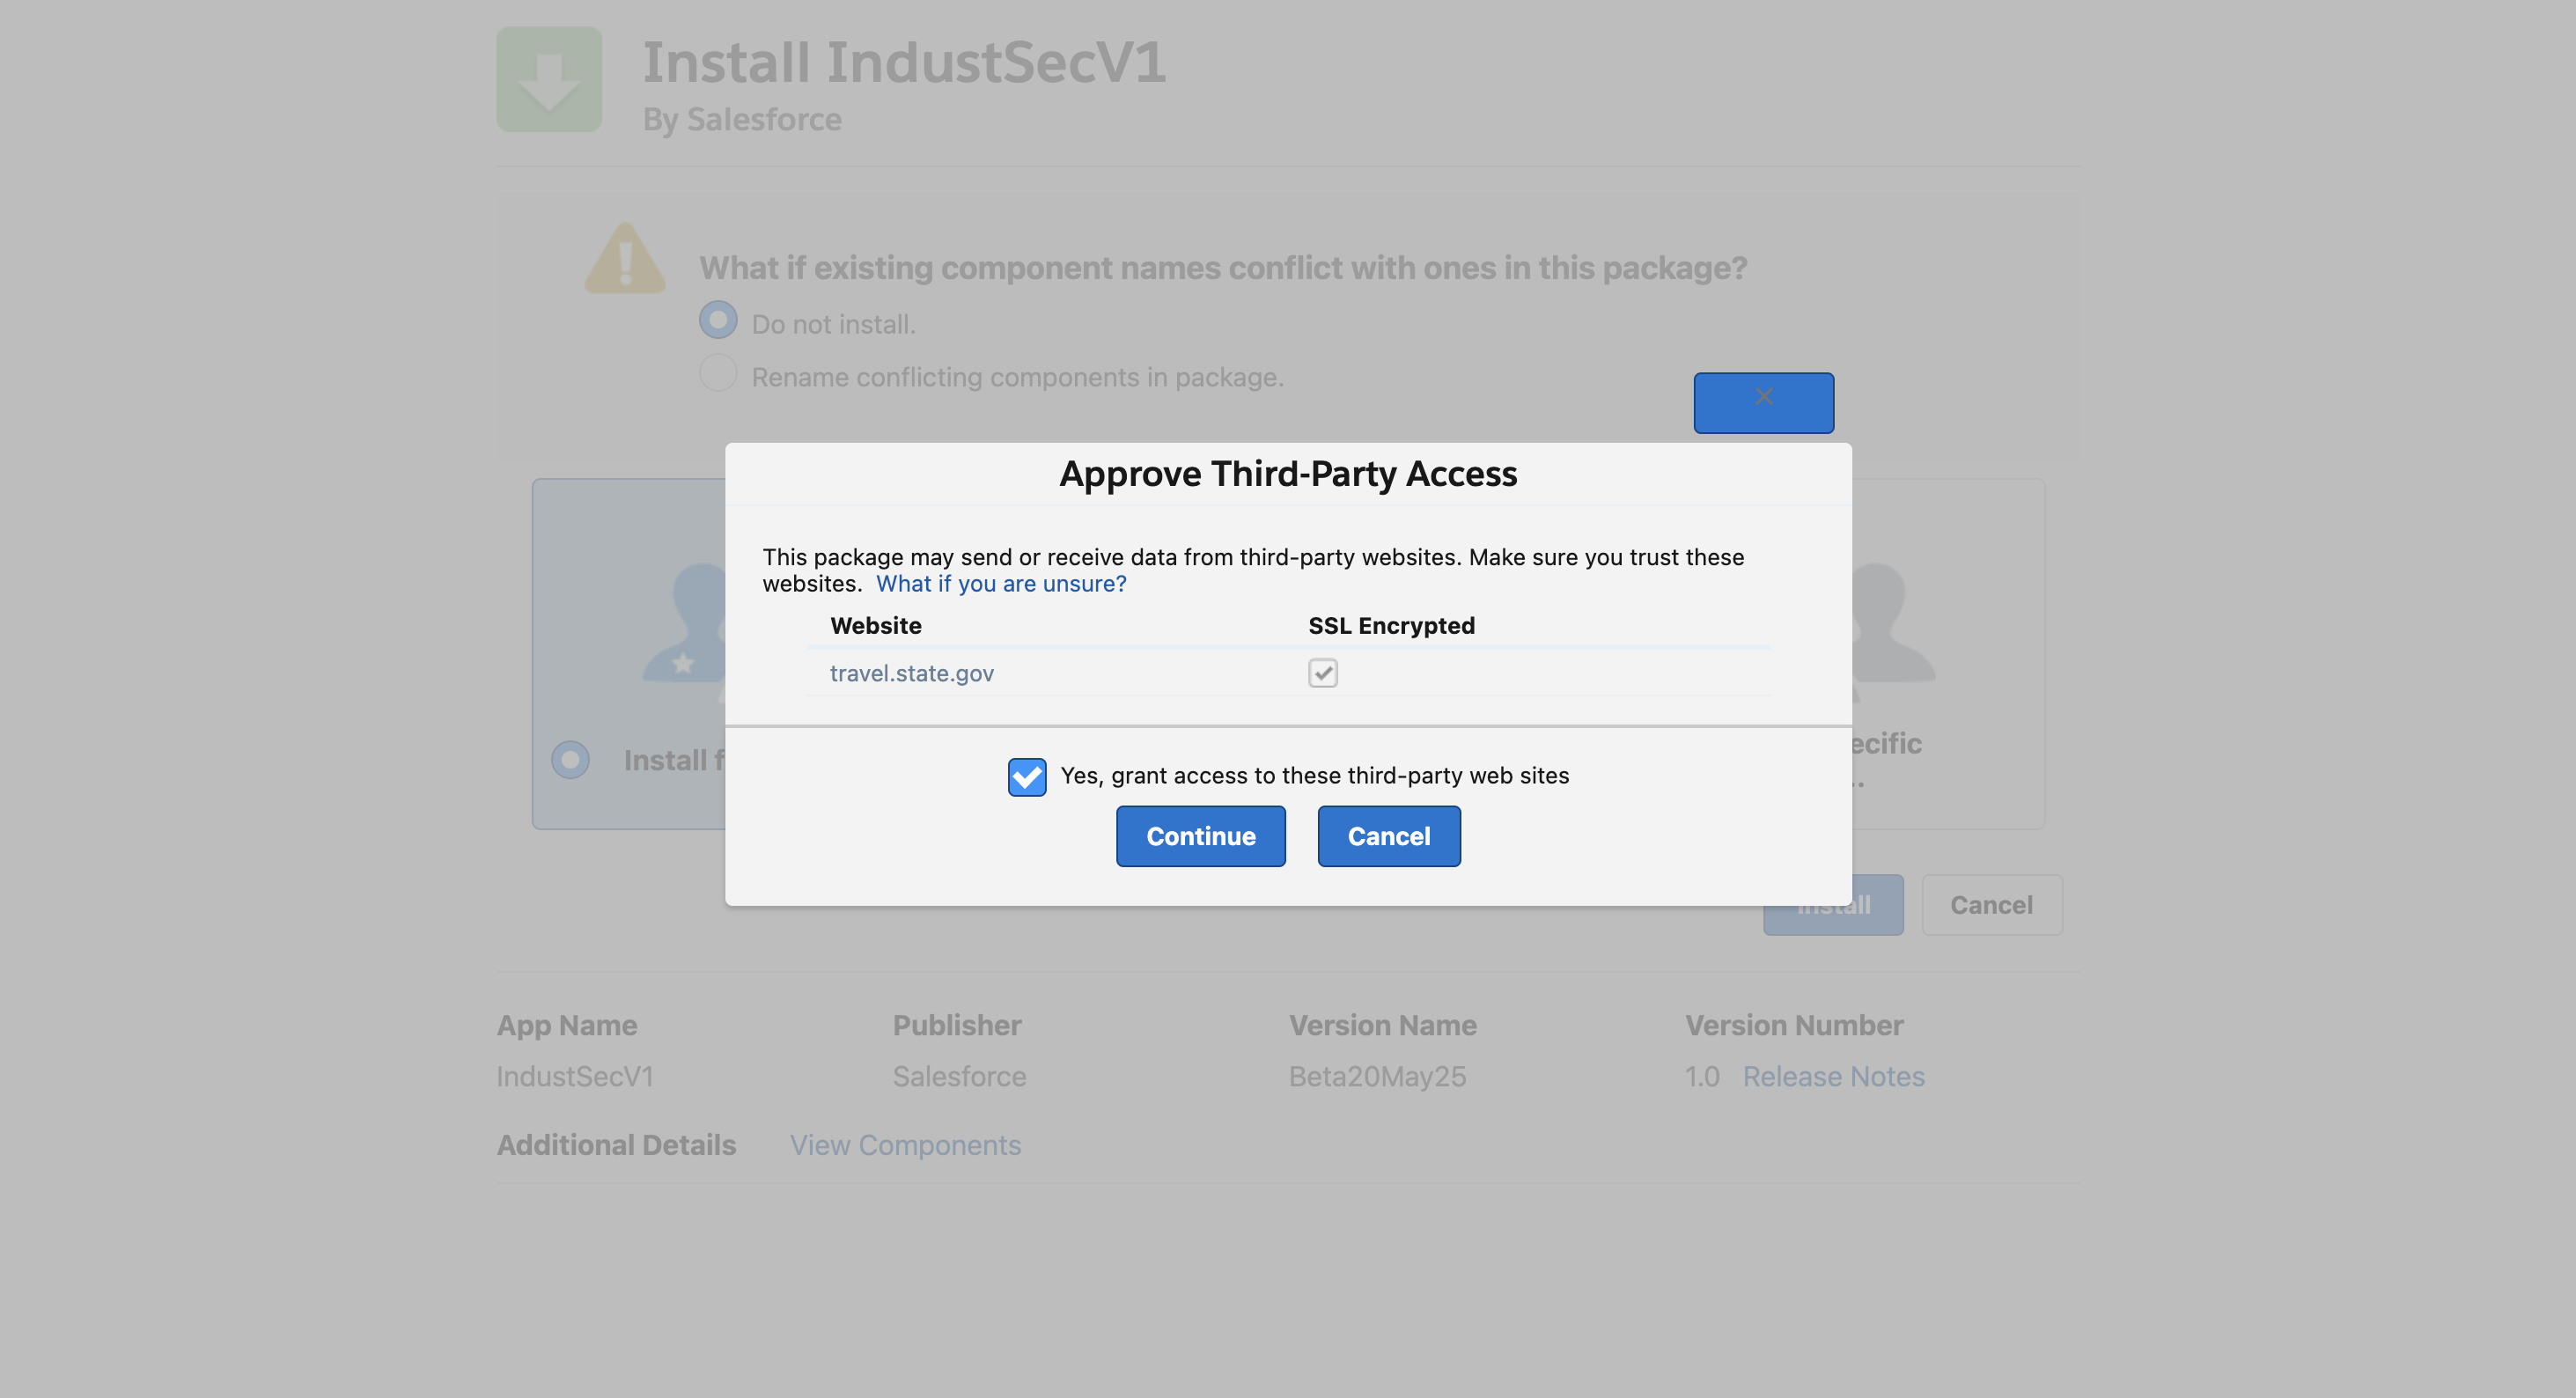 Install IndustSecV1
By Salesforce
What if existing component names conflict with ones in this package?
Do not install.
Rename conflicting components in package.
Approve Third-Party Access
This package may send or receive data from third-party websites. Make sure you trust these
websites. What if you are unsure?
Website SSL Encrypted
travel.state.gov
Install f
ecific
..
Yes, grant access to these third-party web sites
Continue Cancel
Install Cancel
App Name Publisher Version Name Version Number
IndustSecV1 Salesforce Beta20May25 1.0 Release Notes
Additional Details View Components